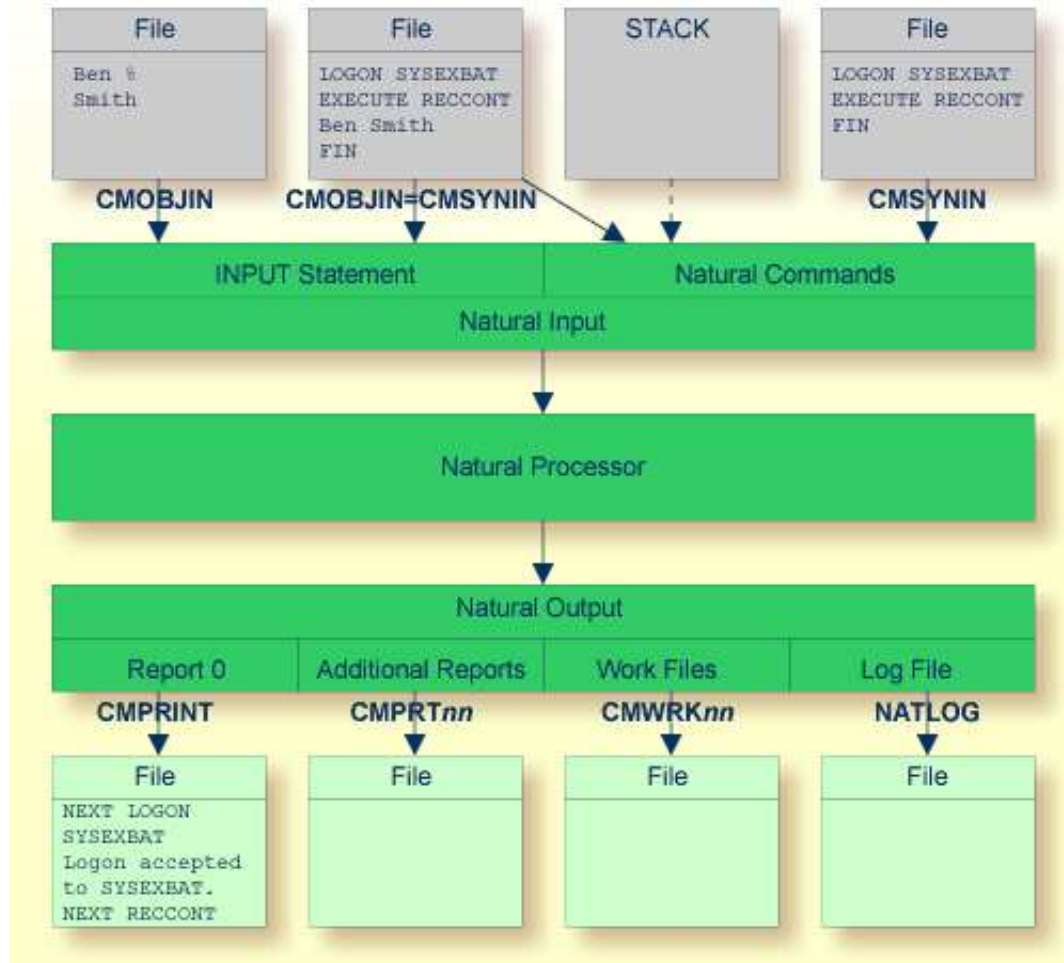 File
Ben %
Smith
File
LOGON SYSEXBAT
EXECUTE RECCONT
Ben Smith
FIN
STACK
File
LOGON SYSEXBAT
EXECUTE RECCONT
FIN
CMOBJIN
CMOBJIN=CMSYNIN
CMSYNIN
INPUT Statement
Natural Commands
Natural Input
Natural Processor
Natural Output
Report 0
Additional Reports
Work Files
Log File
CMPRINT
CMPRTnn
CMWRKnn
NATLOG
File
NEXT LOGON
SYSEXBAT
Logon accepted
to SYSEXBAT.
NEXT RECCONT
File
File
File